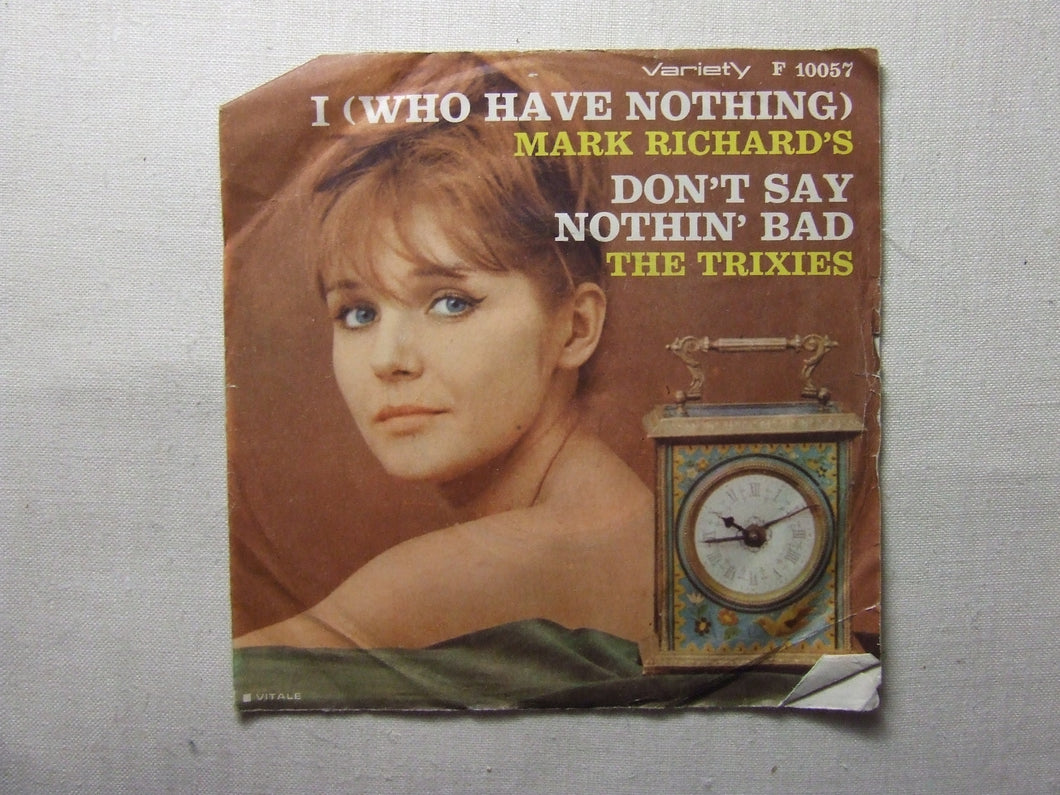 Variety F 10057
I (WHO HAVE NOTHING)
MARK RICHARD'S
DON'T SAY
NOTHIN' BAD
THE TRIXIES
VITALE